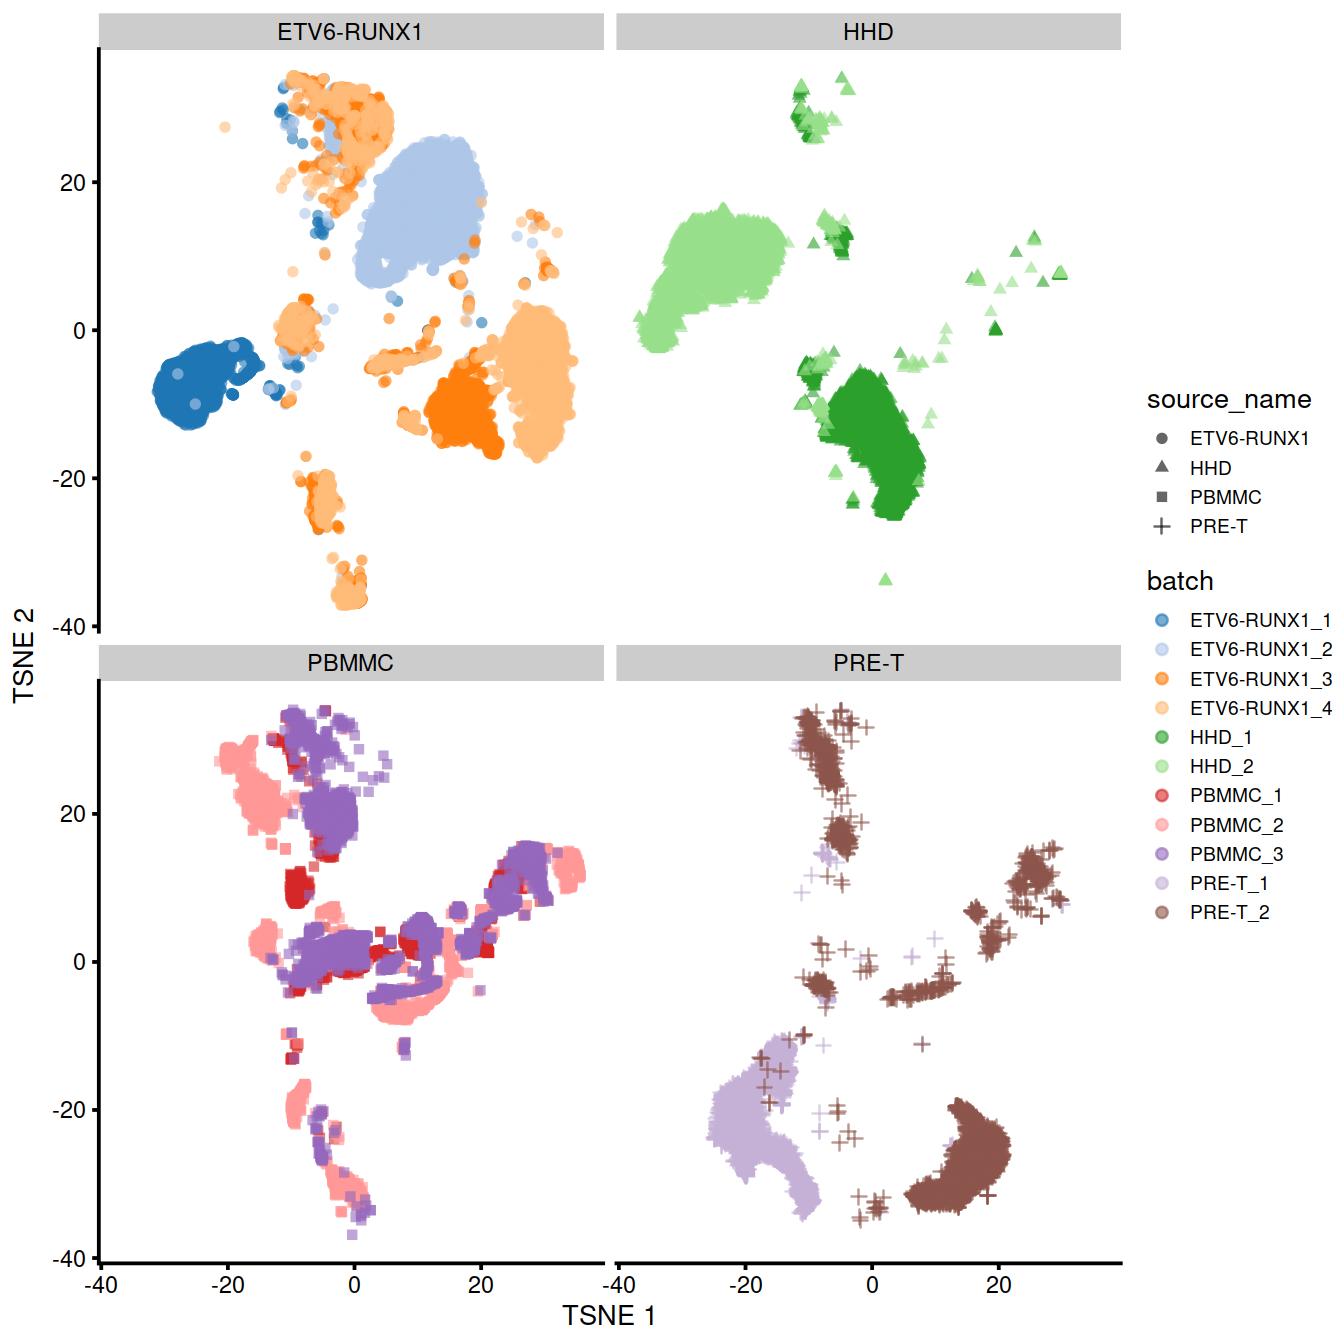 ETV6-RUNX1
HHD
20
0
-20
-40
TSNE 2
PBMMC
PRE-T
20
0
-20
-40
-40
-20
0
20
-40
-20
0
20
TSNE 1
source_name
ETV6-RUNX1
HHD
PBMMC
PRE-T
batch
ETV6-RUNX1_1
ETV6-RUNX1_2
ETV6-RUNX1_3
ETV6-RUNX1_4
HHD_1
HHD_2
PBMMC_1
PBMMC_2
PBMMC_3
PRE-T_1
PRE-T_2